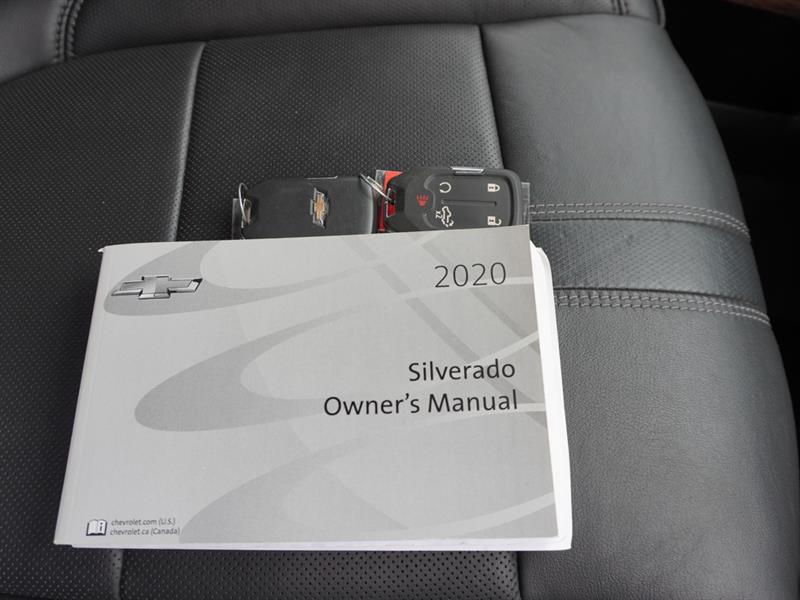 2020
Silverado
Owner's Manual
chevrolet.com (U.S.)
chevrolet.ca (Canada)